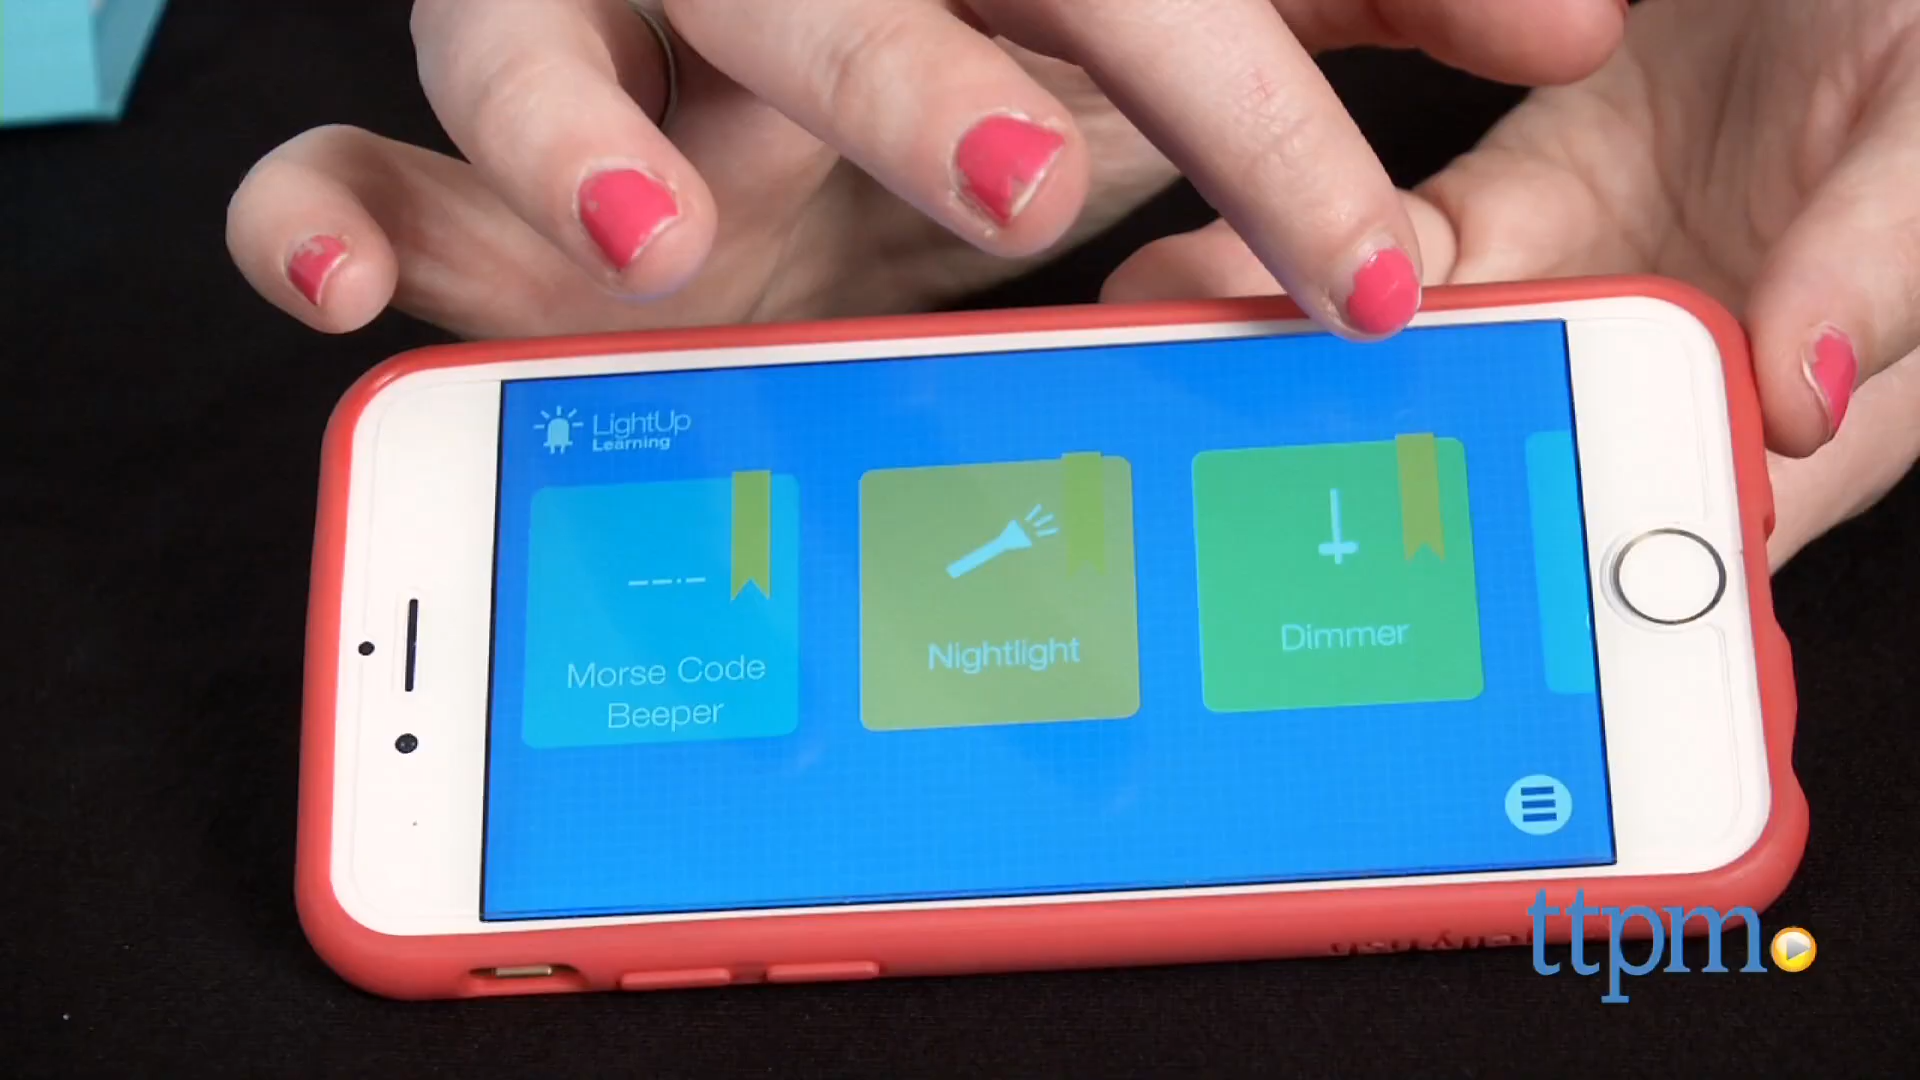 LightUp
Learning
Morse Code
Beeper
Nightlight
Dimmer
ttpm